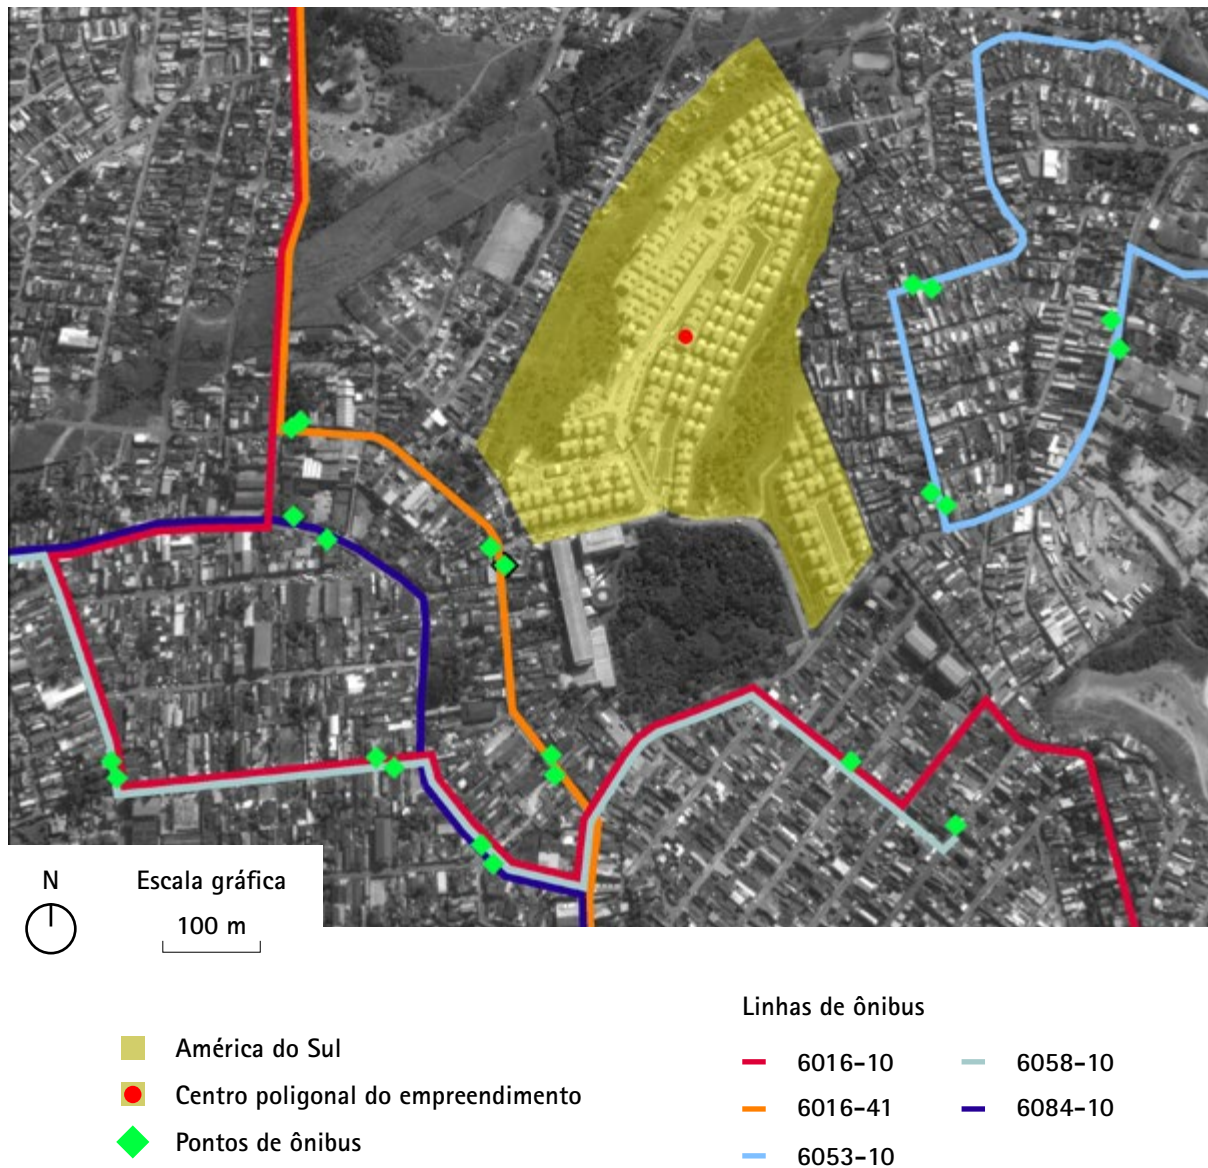 N
Escala gráfica
100 m
América do Sul
Centro poligonal do empreendimento
Pontos de ônibus
Linhas de ônibus
6016-10
6016-41
6053-10
6058-10
6084-10